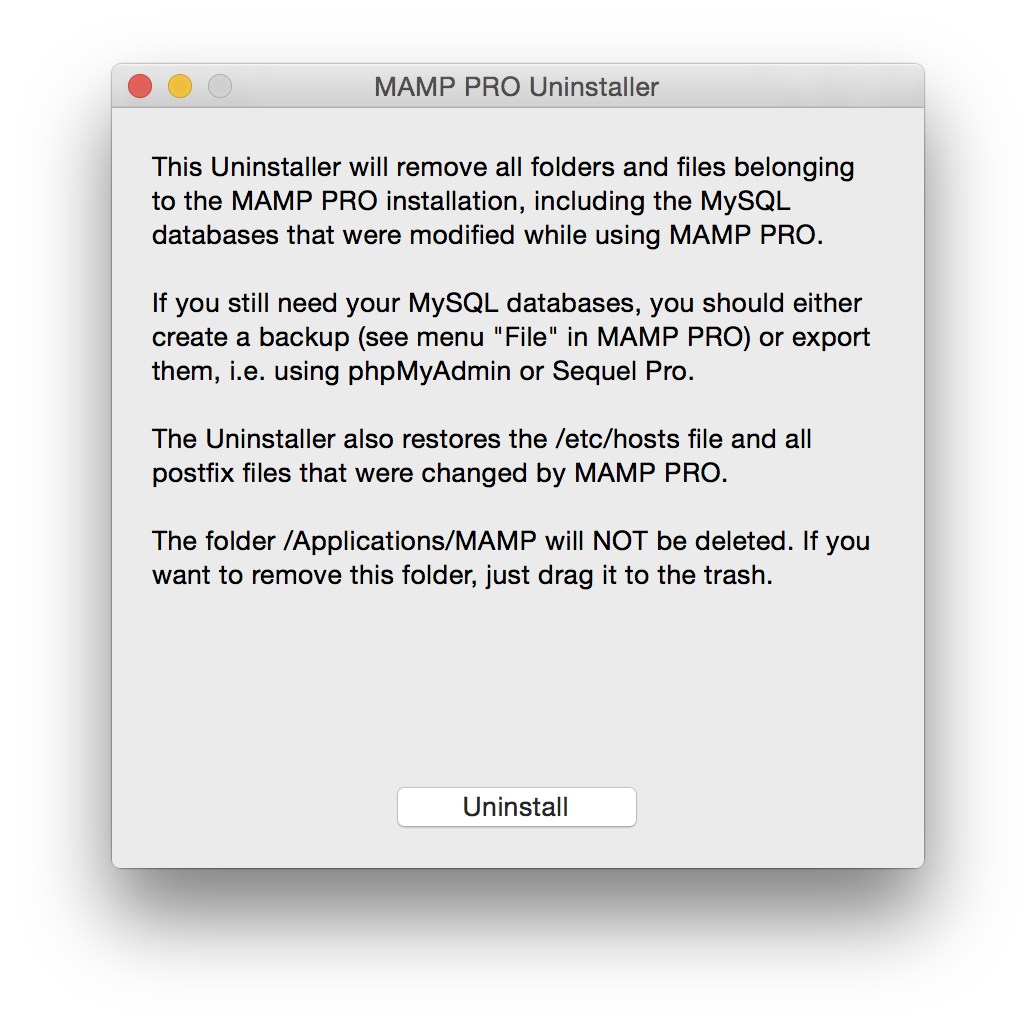 MAMP PRO Uninstaller
This Uninstaller will remove all folders and files belonging
to the MAMP PRO installation, including the MySQL
databases that were modified while using MAMP PRO.
If you still need your MySQL databases, you should either
create a backup (see menu "File" in MAMP PRO) or export
them, i.e. using phpMyAdmin or Sequel Pro.
The Uninstaller also restores the /etc/hosts file and all
postfix files that were changed by MAMP PRO.
The folder /Applications/MAMP will NOT be deleted. If you
want to remove this folder, just drag it to the trash.
Uninstall